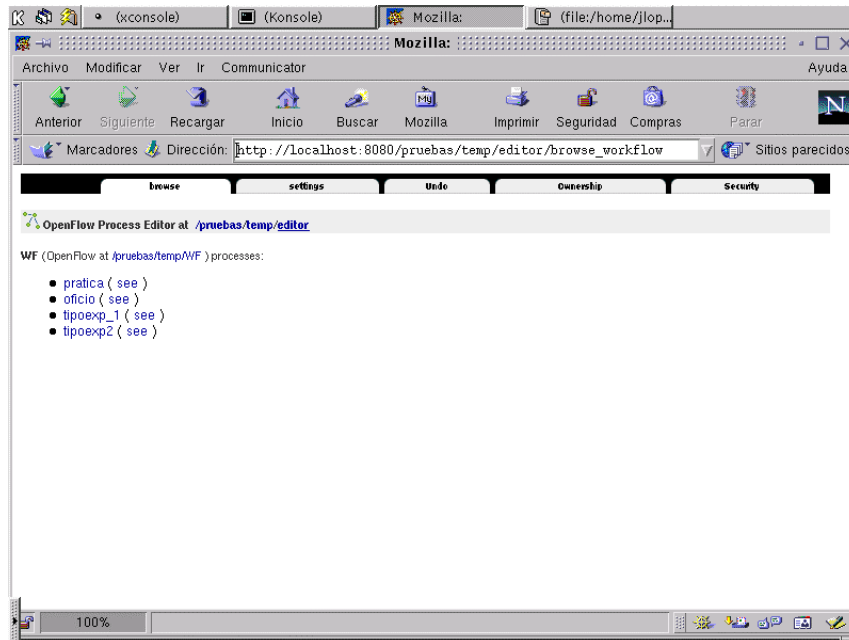 (xconsole) (Konsole) Mozilla: (file:/home/jlop...
Mozilla:
Archivo Modificar Ver Ir Communicator Ayuda
My
Anterior Siguiente Recargar Inicio Buscar Mozilla Imprimir Seguridad Compras Parar N
Marcadores Dirección: http://localhost:8080/pruebas/temp/editor/browse_workflow Sitios parecidos
browse settings Undo Ownership Security
OpenFlow Process Editor at /pruebas/temp/editor
WF (OpenFlow at /pruebas/temp/WF ) processes:
pratica ( see )
oficio ( see )
tipoexp_1 ( see )
tipoexp2 ( see )
100%